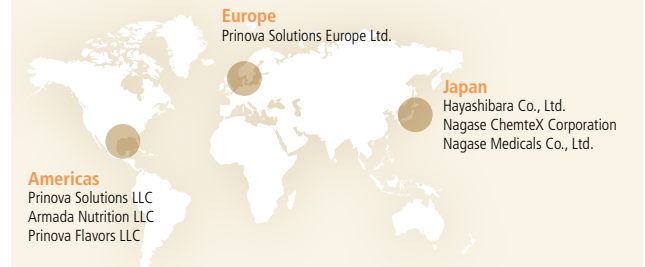 Europe
Prinova Solutions Europe Ltd.
Japan
Hayashibara Co., Ltd.
Nagase ChemteX Corporation
Nagase Medicals Co., Ltd.
Americas
Prinova Solutions LLC
Armada Nutrition LLC
Prinova Flavors LLC